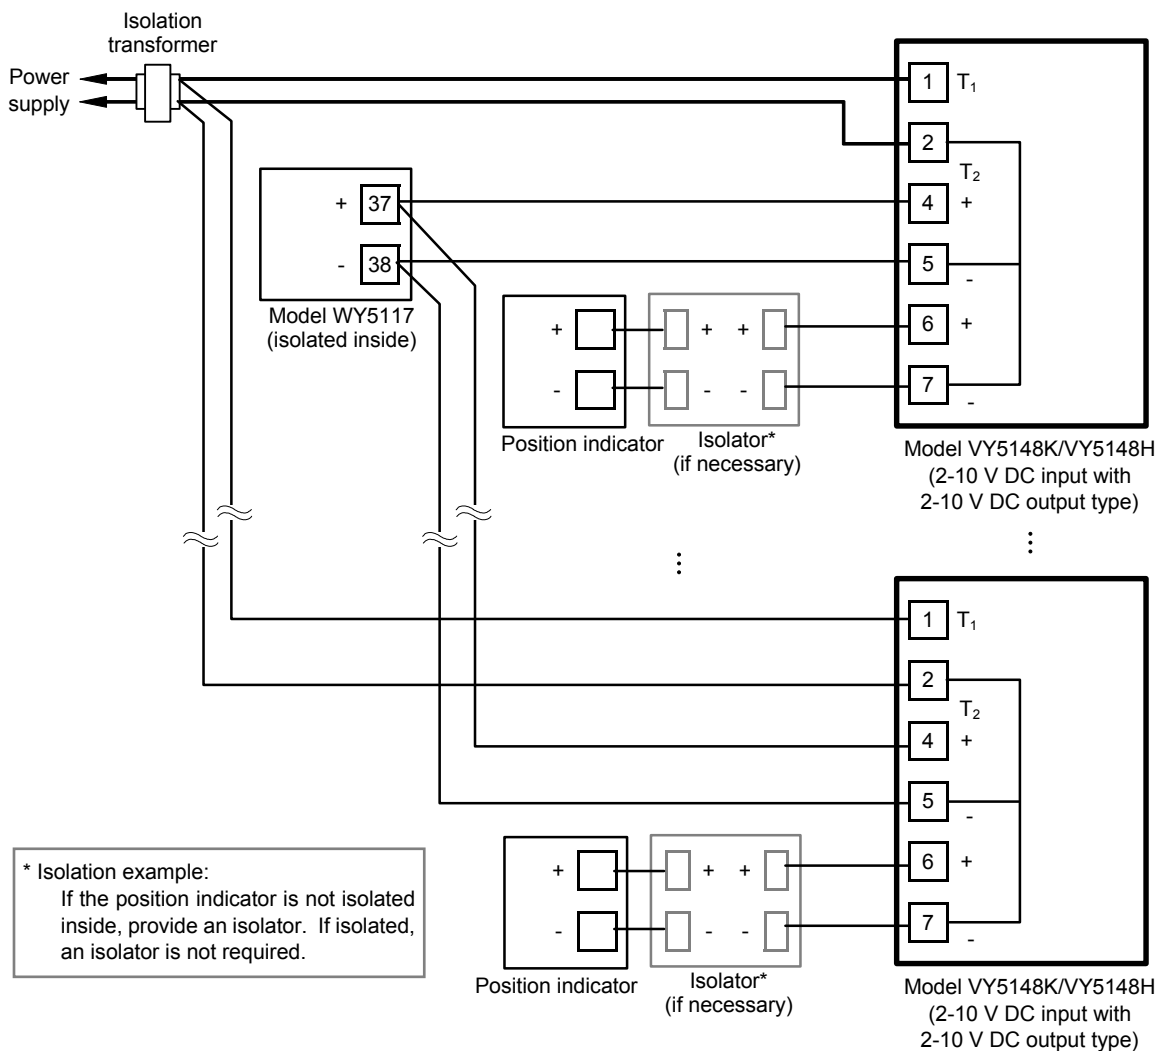 Isolation
transformer
Power
supply
1 T₁
2
T₂
+ 37
4 +
- 38
5
-
Model WY5117
(isolated inside)
+ + + 6 +
- - - 7
-
Position indicator
Isolator*
(if necessary)
Model VY5148K/VY5148H
(2-10 V DC input with
2-10 V DC output type)
⋮
⋮
1 T₁
2
T₂
4 +
5
-
+ + + 6 +
- - - 7
-
* Isolation example:
If the position indicator is not isolated
inside, provide an isolator. If isolated,
an isolator is not required.
Position indicator
Isolator*
(if necessary)
Model VY5148K/VY5148H
(2-10 V DC input with
2-10 V DC output type)